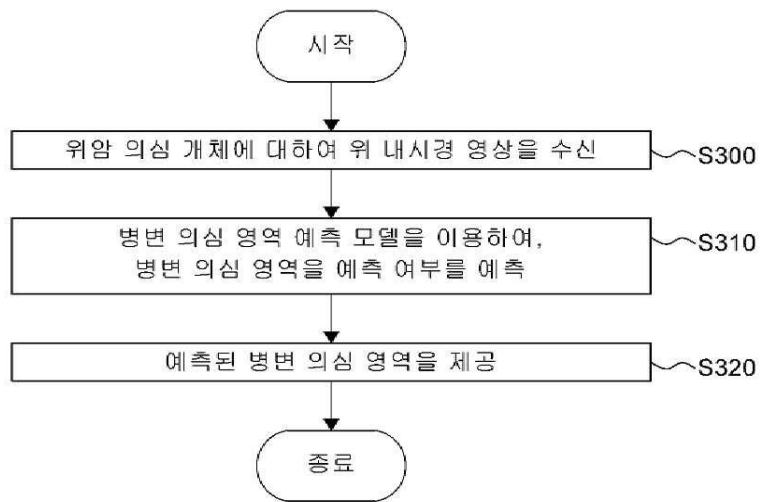 시작
위암 의심 개체에 대하여 위 내시경 영상을 수신
S300
병변 의심 영역 예측 모델을 이용하여,
병변 의심 영역을 예측 여부를 예측
S310
예측된 병변 의심 영역을 제공
S320
종료